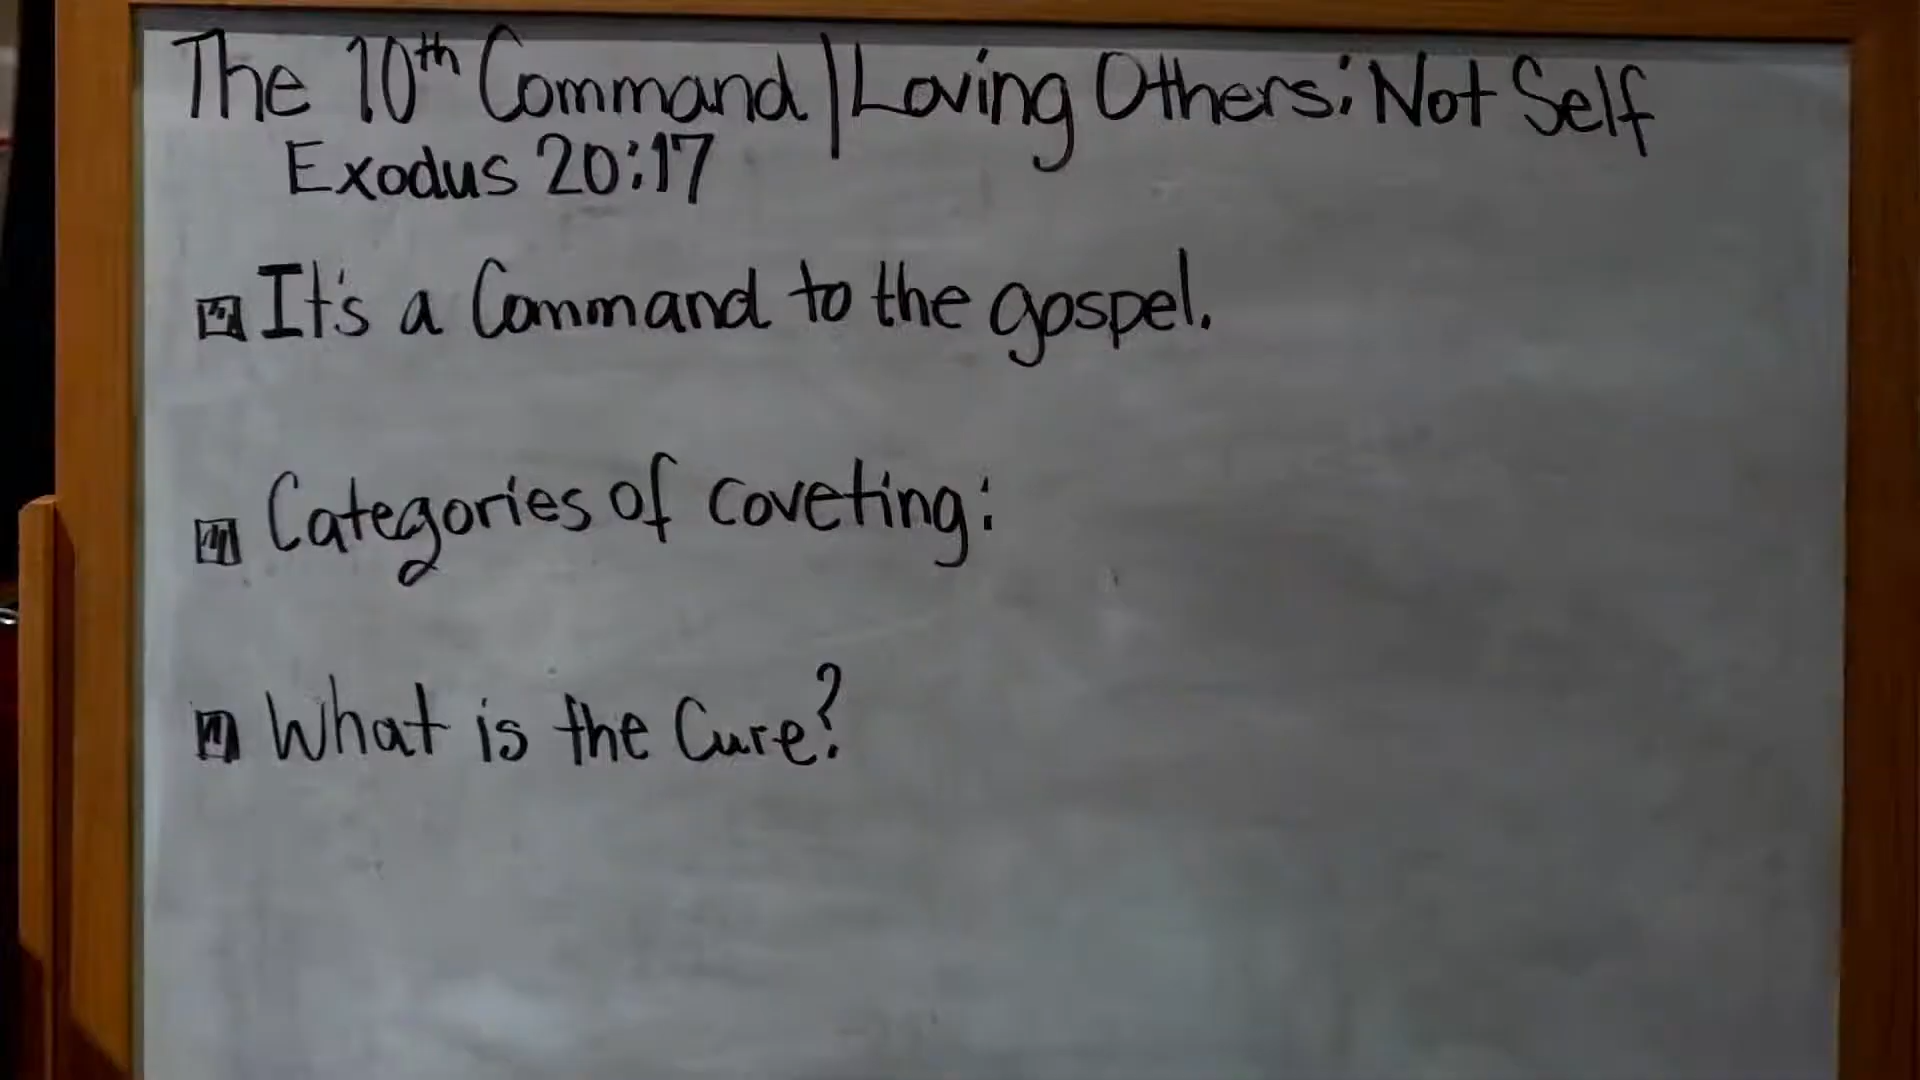 The 10th Command | Loving Others: Not Self
Exodus 20:17
It's a Command to the gospel.
Categories of coveting:
What is the Cure?